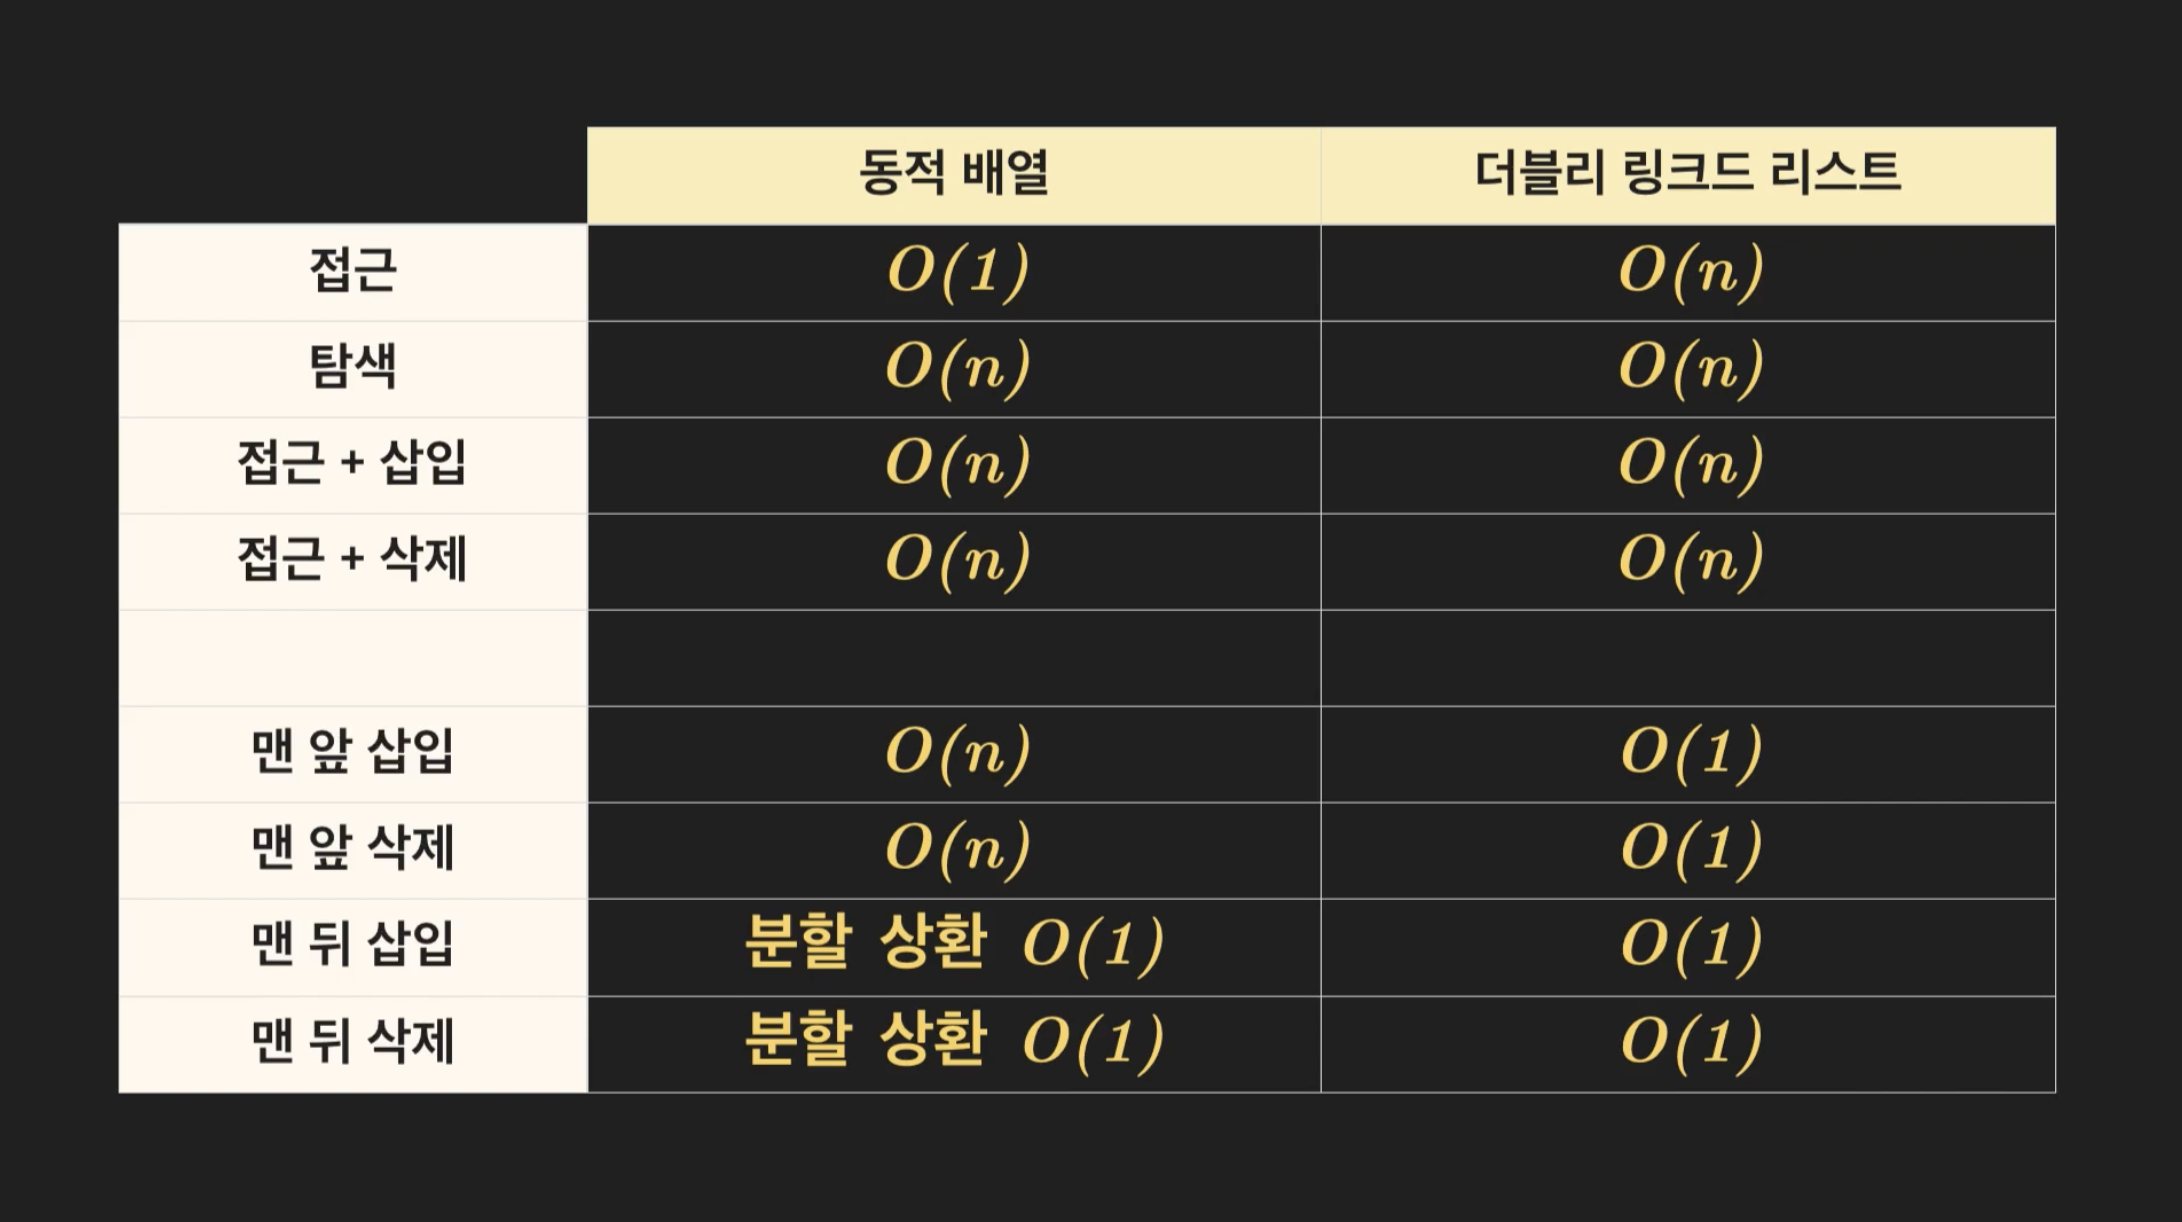 동적 배열 더블리 링크드 리스트
접근 O(1) O(n)
탐색 O(n) O(n)
접근 + 삽입 O(n) O(n)
접근 + 삭제 O(n) O(n)
맨 앞 삽입 O(n) O(1)
맨 앞 삭제 O(n) O(1)
맨 뒤 삽입 분할 상환 O(1) O(1)
맨 뒤 삭제 분할 상환 O(1) O(1)